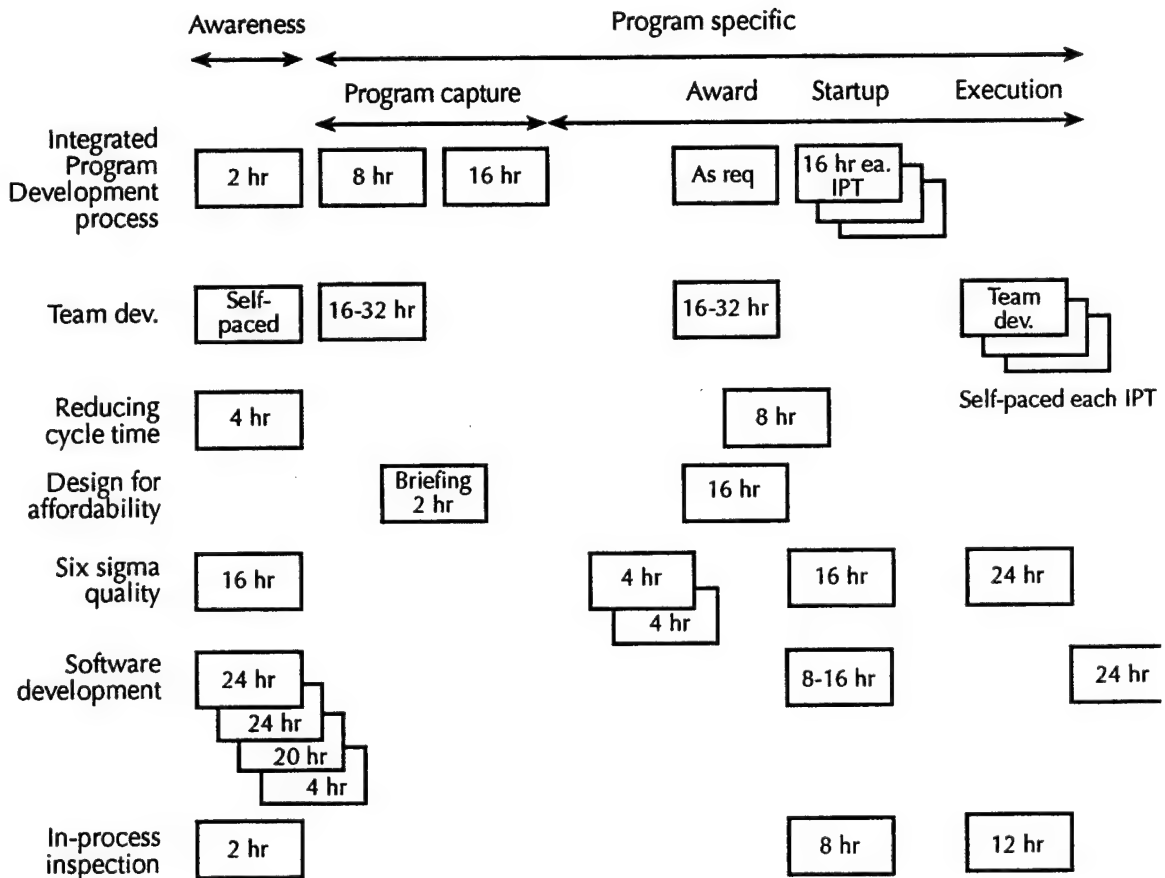 Awareness
Program specific
Program capture
Award
Startup
Execution
Integrated
Program
Development
process
2 hr
8 hr
16 hr
As req
16 hr ea.
IPT
Team dev.
Self-
paced
16-32 hr
16-32 hr
Team
dev.
Self-paced each IPT
Reducing
cycle time
4 hr
8 hr
Design for
affordability
Briefing
2 hr
16 hr
Six sigma
quality
16 hr
4 hr
4 hr
16 hr
24 hr
Software
development
24 hr
24 hr
20 hr
4 hr
8-16 hr
24 hr
In-process
inspection
2 hr
8 hr
12 hr